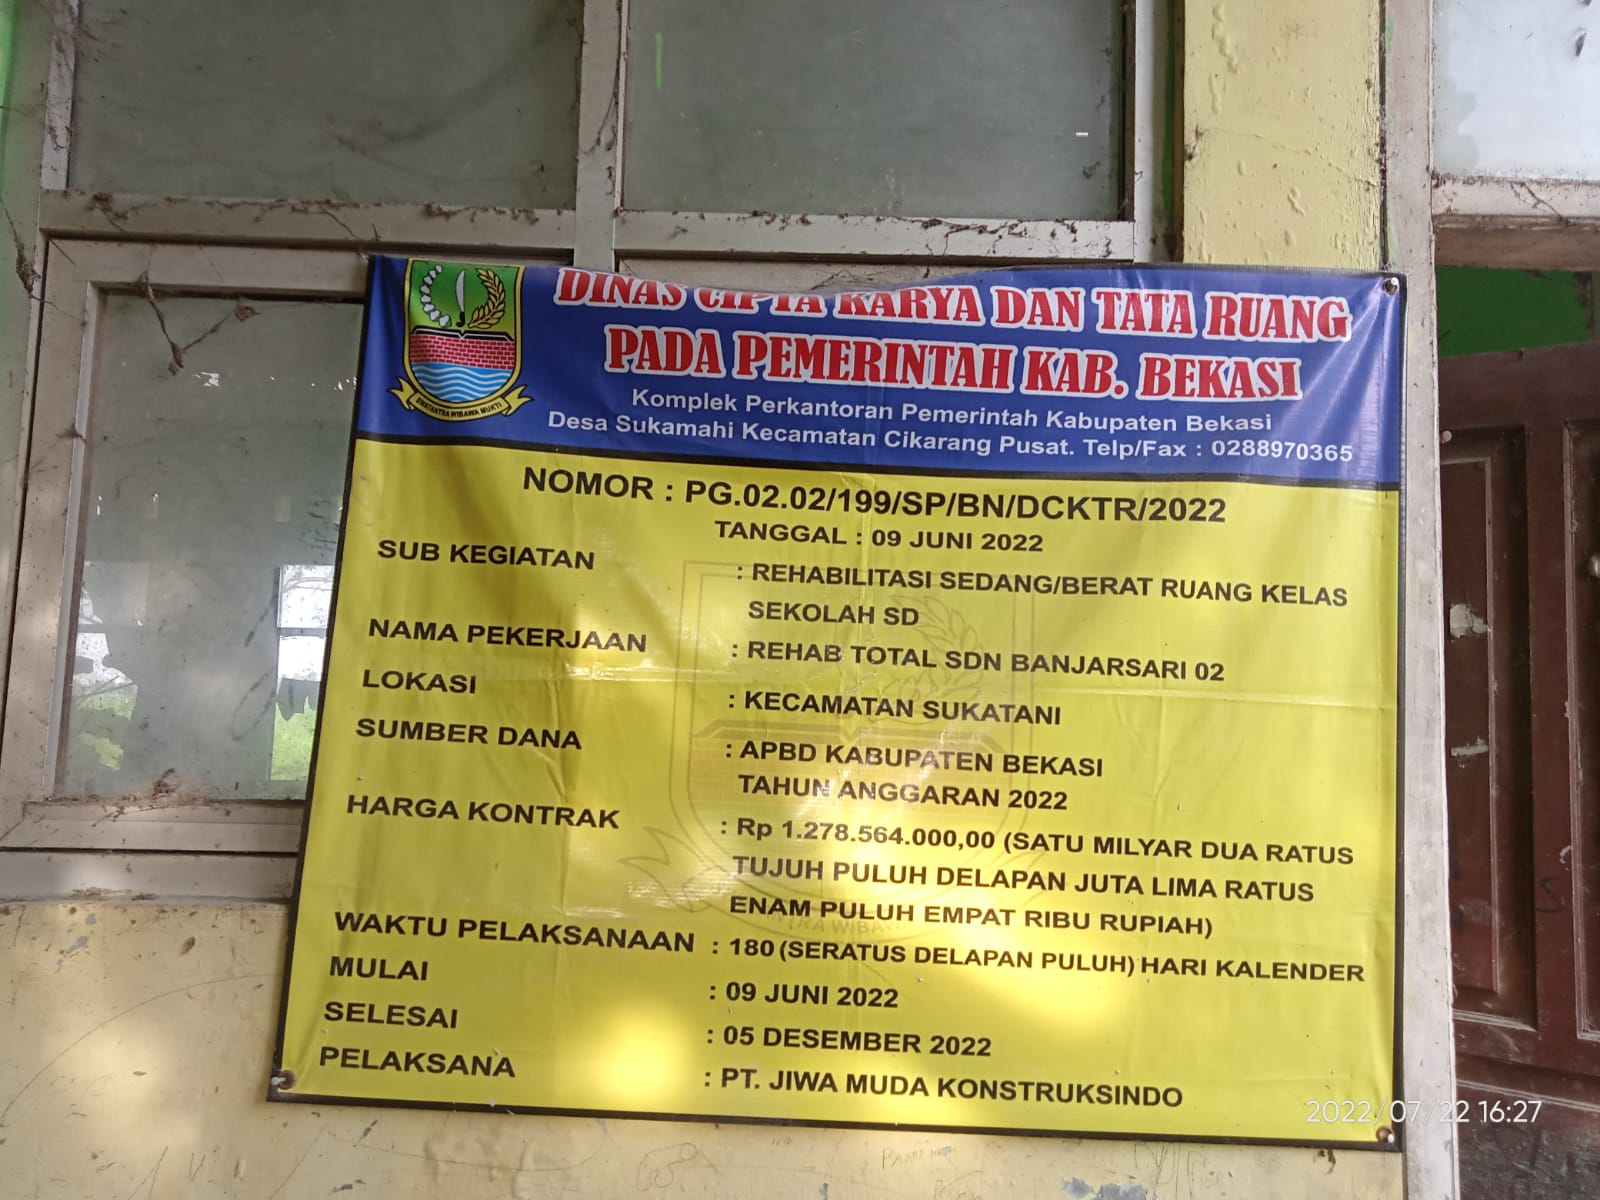 DINAS CIPTA KARYA DAN TATA RUANG
PADA PEMERINTAH KAB. BEKASI
Komplek Perkantoran Pemerintah Kabupaten Bekasi
Desa Sukamahi Kecamatan Cikarang Pusat. Telp/Fax : 0288970365
SWATANTRA WIBAWA MUKTI
NOMOR : PG.02.02/199/SP/BN/DCKTR/2022
TANGGAL : 09 JUNI 2022
SUB KEGIATAN : REHABILITASI SEDANG/BERAT RUANG KELAS
SEKOLAH SD
NAMA PEKERJAAN : REHAB TOTAL SDN BANJARSARI 02
LOKASI : KECAMATAN SUKATANI
SUMBER DANA : APBD KABUPATEN BEKASI
TAHUN ANGGARAN 2022
HARGA KONTRAK : Rp 1.278.564.000,00 (SATU MILYAR DUA RATUS
TUJUH PULUH DELAPAN JUTA LIMA RATUS
ENAM PULUH EMPAT RIBU RUPIAH)
WAKTU PELAKSANAAN : 180 (SERATUS DELAPAN PULUH) HARI KALENDER
MULAI : 09 JUNI 2022
SELESAI : 05 DESEMBER 2022
PELAKSANA : PT. JIWA MUDA KONSTRUKSINDO
2022/07/22 16:27